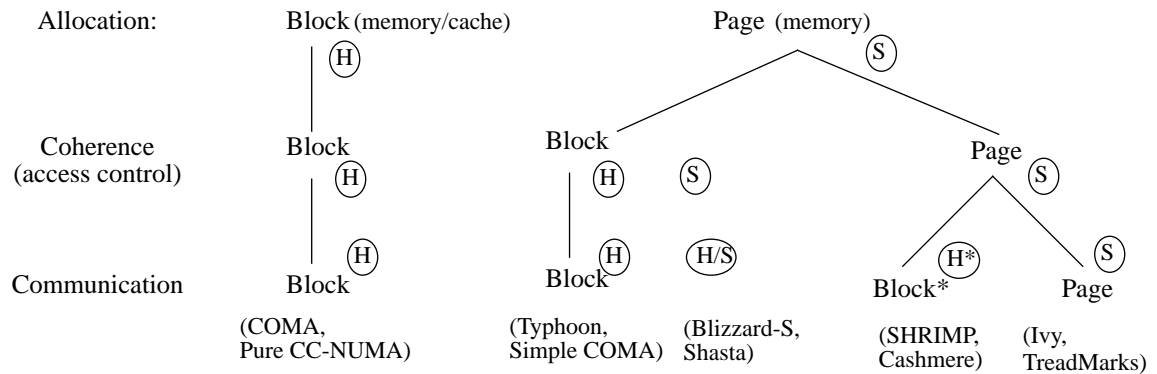 Allocation: Block (memory/cache) Page (memory)
H S
Coherence Block Block Page
(access control)
H H S S
H H H/S H* S
Communication Block Block Block* Page
(COMA, (Typhoon, (Blizzard-S, (SHRIMP, (Ivy,
Pure CC-NUMA) Simple COMA) Shasta) Cashmere) TreadMarks)